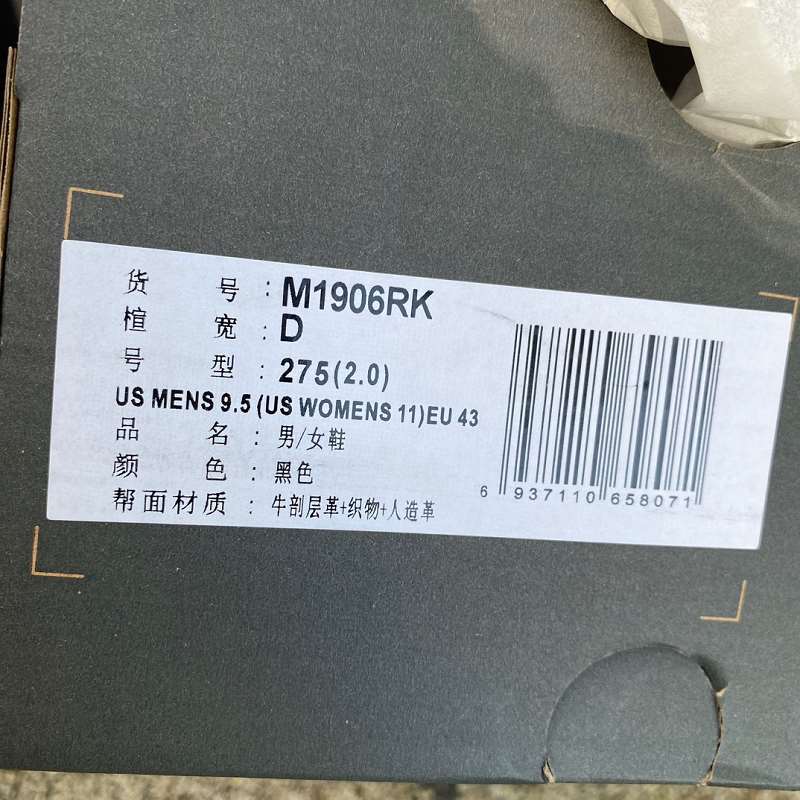 货 号 : M1906RK
楦 宽 : D
号 型 : 275(2.0)
US MENS 9.5 (US WOMENS 11)EU 43
品 名 : 男/女鞋
颜 色 : 黑色
帮面材质 : 牛剖层革+织物+人造革
6 937110 658071